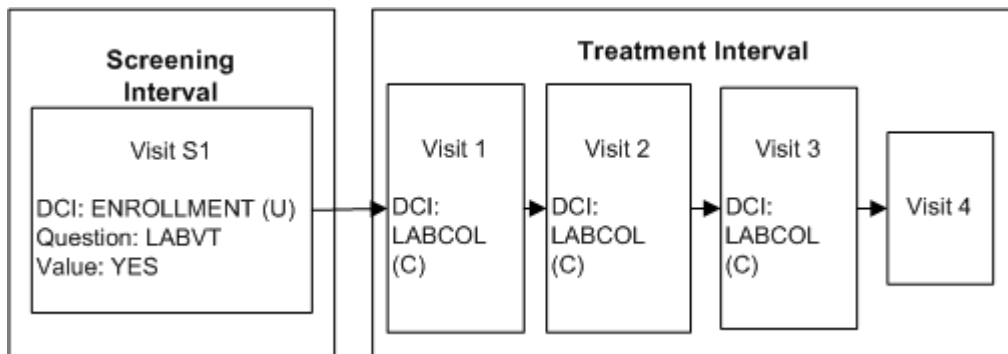 Screening
Interval
Visit S1
DCI: ENROLLMENT (U)
Question: LABVT
Value: YES
Treatment Interval
Visit 1
DCI:
LABCOL
(C)
Visit 2
DCI:
LABCOL
(C)
Visit 3
DCI:
LABCOL
(C)
Visit 4